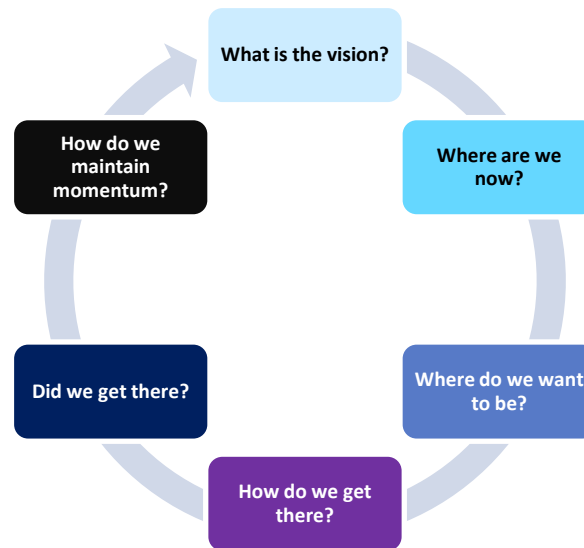 What is the vision?
Where are we
now?
Where do we want
to be?
How do we get
there?
Did we get there?
How do we
maintain
momentum?